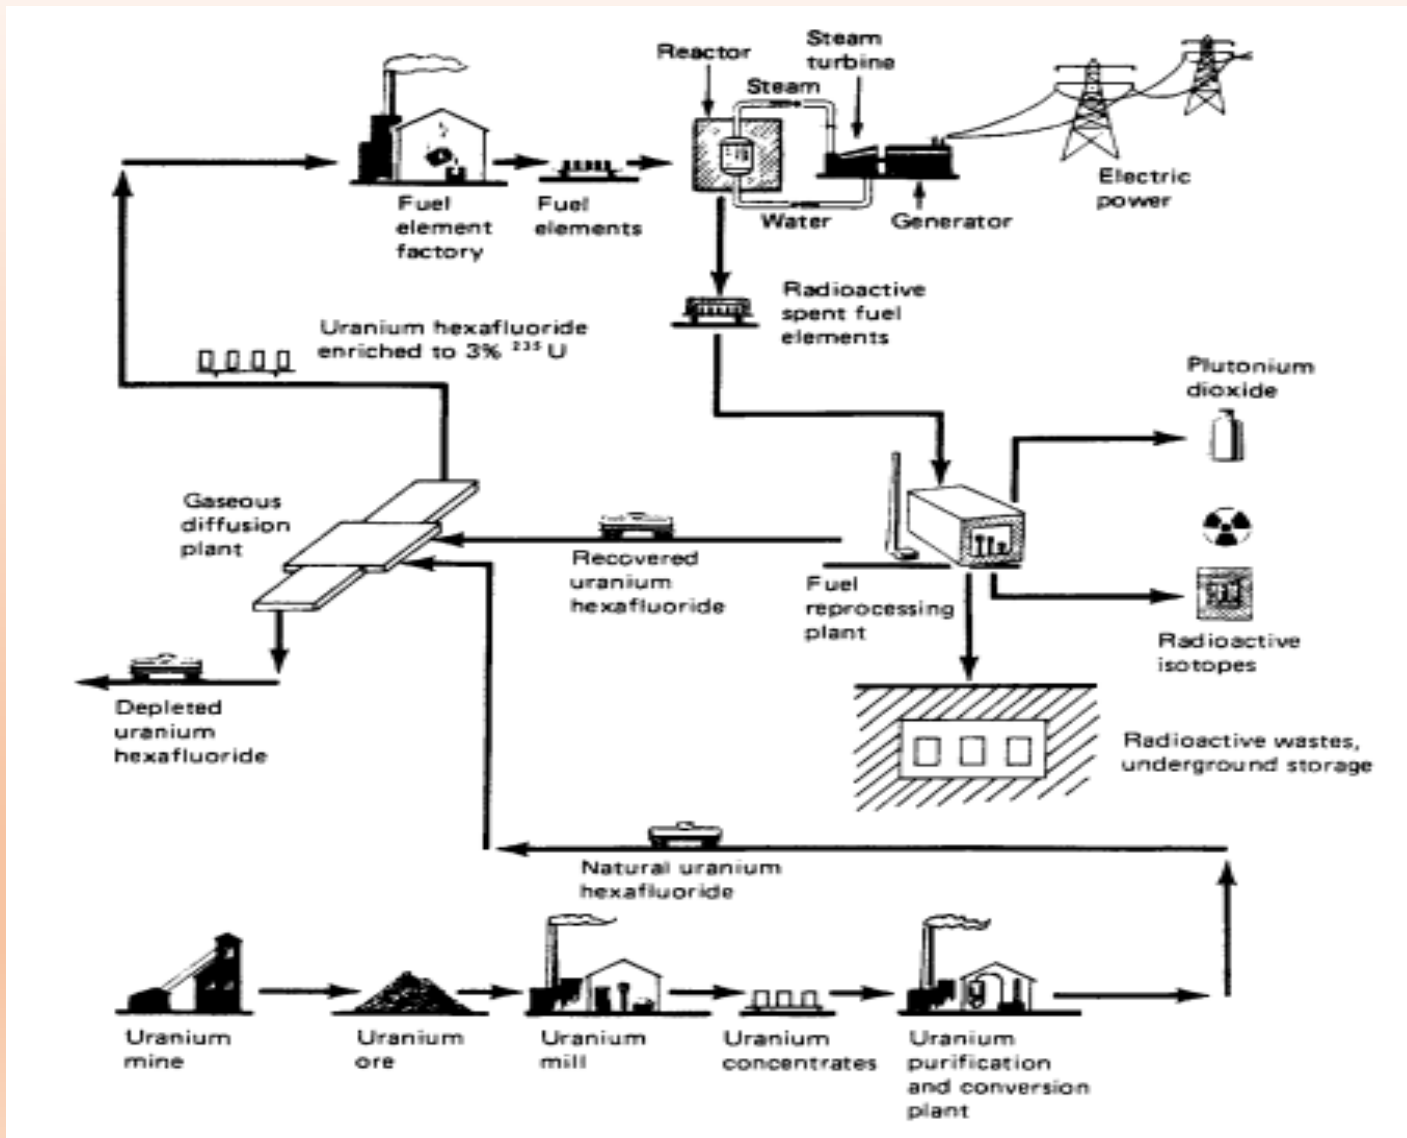 Reactor
Steam
turbine
Steam
Water
Generator
Electric
power
Fuel
element
factory
Fuel
elements
Radioactive
spent fuel
elements
Uranium hexafluoride
enriched to 3% ²³⁵U
Plutonium
dioxide
Gaseous
diffusion
plant
Recovered
uranium
hexafluoride
Fuel
reprocessing
plant
Radioactive
isotopes
Depleted
uranium
hexafluoride
Radioactive wastes,
underground storage
Natural uranium
hexafluoride
Uranium
mine
Uranium
ore
Uranium
mill
Uranium
concentrates
Uranium
purification
and conversion
plant